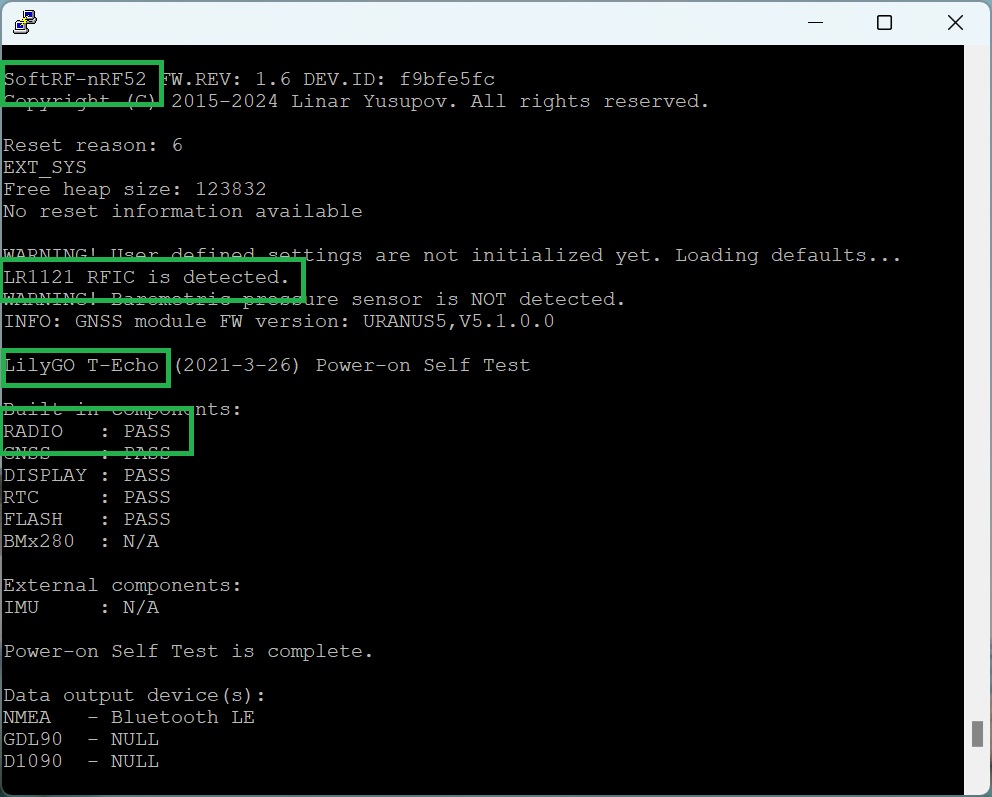 SoftRF-nRF52 FW.REV: 1.6 DEV.ID: f9bfe5fc
Copyright (C) 2015-2024 Linar Yusupov. All rights reserved.
Reset reason: 6
EXT_SYS
Free heap size: 123832
No reset information available
WARNING! User defined settings are not initialized yet. Loading defaults...
LR1121 RFIC is detected.
WARNING! Barometric pressure sensor is NOT detected.
INFO: GNSS module FW version: URANUS5,V5.1.0.0
LilyGO T-Echo (2021-3-26) Power-on Self Test
Built-in components:
RADIO   : PASS
GNSS    : PASS
DISPLAY : PASS
RTC     : PASS
FLASH   : PASS
BMx280  : N/A
External components:
IMU     : N/A
Power-on Self Test is complete.
Data output device(s):
NMEA   - Bluetooth LE
GDL90  - NULL
D1090  - NULL